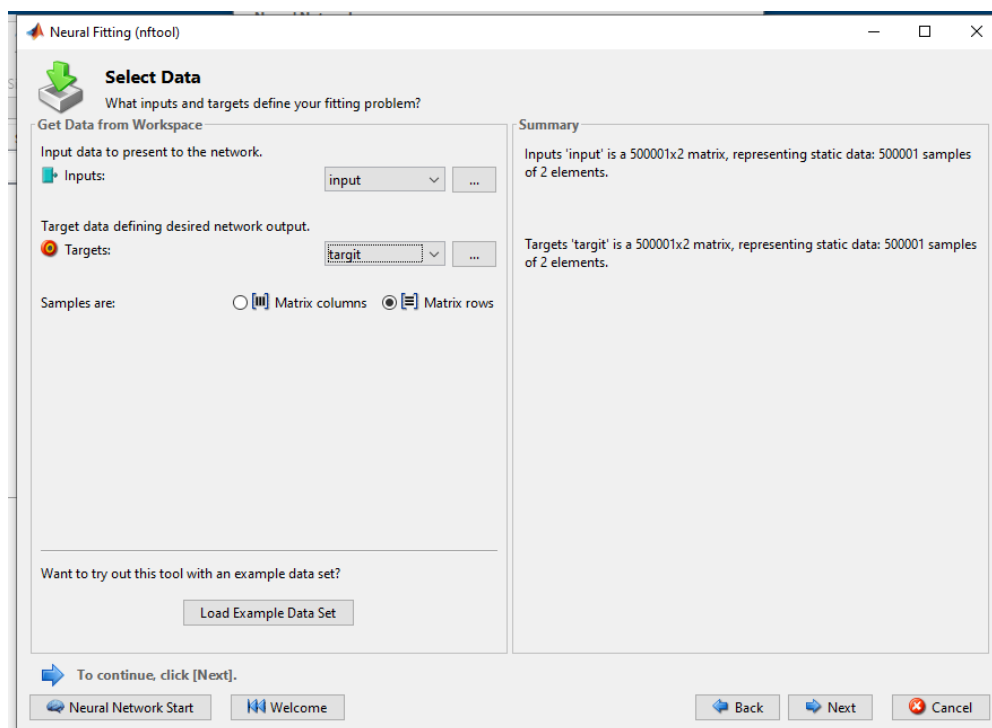 Neural Fitting (nftool)
Select Data
What inputs and targets define your fitting problem?
Get Data from Workspace
Input data to present to the network.
Inputs:
input
...
Target data defining desired network output.
Targets:
targit
...
Samples are:
Matrix columns
Matrix rows
Want to try out this tool with an example data set?
Load Example Data Set
Summary
Inputs 'input' is a 500001x2 matrix, representing static data: 500001 samples
of 2 elements.
Targets 'targit' is a 500001x2 matrix, representing static data: 500001 samples
of 2 elements.
To continue, click [Next].
Neural Network Start
Welcome
Back
Next
Cancel